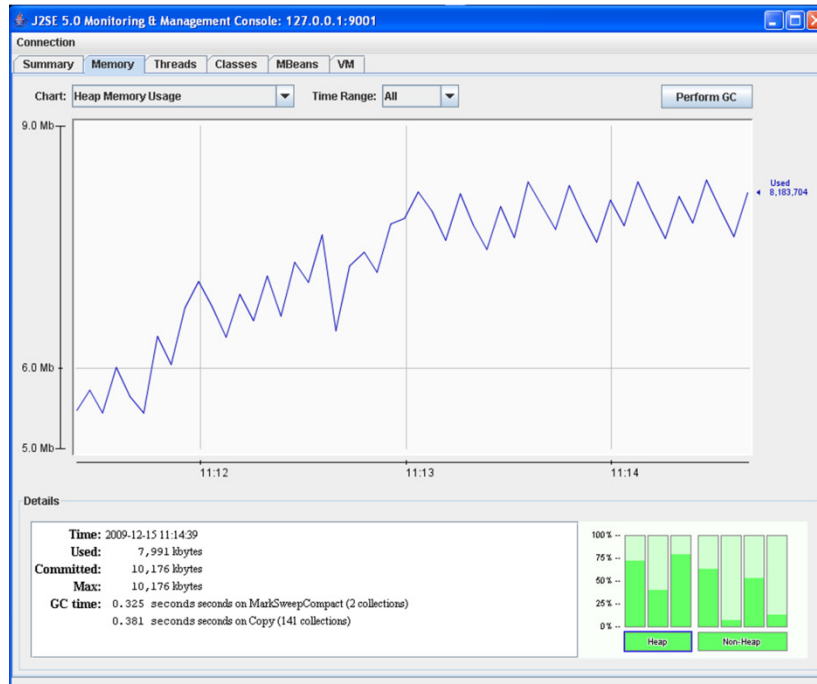 J2SE 5.0 Monitoring & Management Console: 127.0.0.1:9001
Connection
Summary Memory Threads Classes MBeans VM
Chart: Heap Memory Usage Time Range: All Perform GC
9.0 Mb
Used
8,183,704
6.0 Mb
5.0 Mb
11:12 11:13 11:14
Details
Time: 2009-12-15 11:14:39
Used: 7,991 kbytes
Committed: 10,176 kbytes
Max: 10,176 kbytes
GC time: 0.325 seconds seconds on MarkSweepCompact (2 collections)
0.381 seconds seconds on Copy (141 collections)
100% --
75% --
50% --
25% --
0% --
Heap Non-Heap